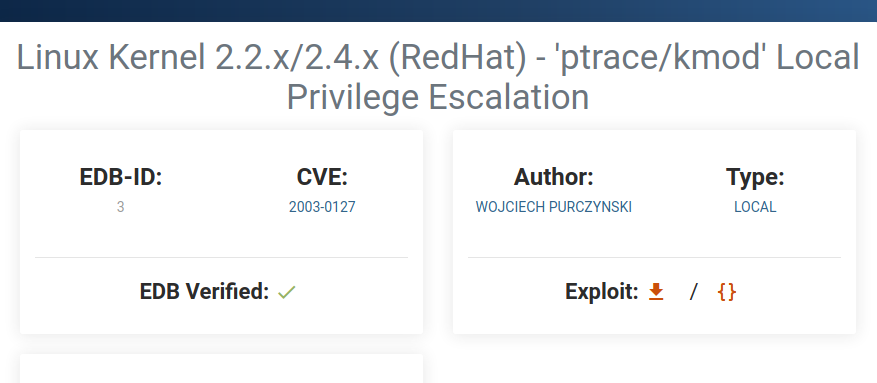 Linux Kernel 2.2.x/2.4.x (RedHat) - 'ptrace/kmod' Local
Privilege Escalation
EDB-ID:
3
CVE:
2003-0127
EDB Verified:
Author:
WOJCIECH PURCZYNSKI
Type:
LOCAL
Exploit: / {}